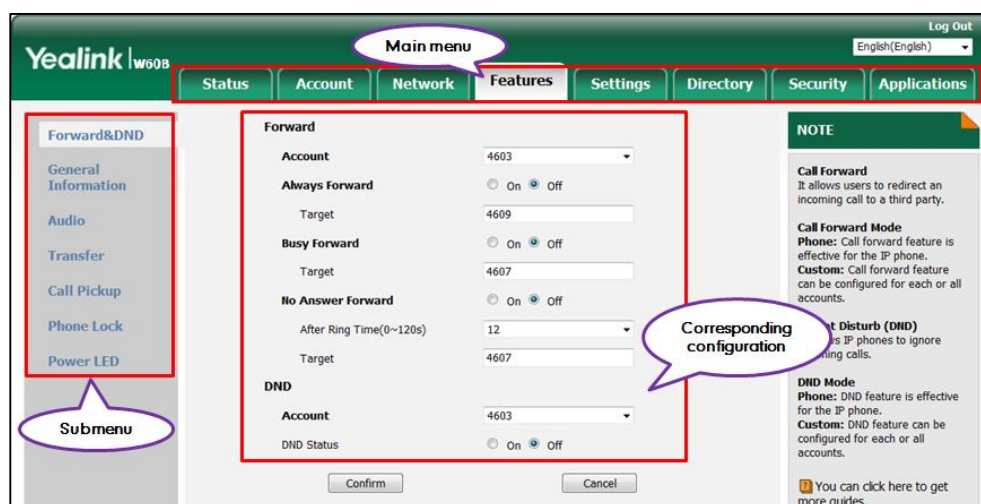 Log Out
Yealink W60B
English(English)
Main menu
Status Account Network Features Settings Directory Security Applications
Forward&DND
General
Information
Audio
Transfer
Call Pickup
Phone Lock
Power LED
Submenu
Forward
Account 4603
Always Forward On Off
Target 4609
Busy Forward On Off
Target 4607
No Answer Forward On Off
After Ring Time(0~120s) 12
Target 4607
DND
Account 4603
DND Status On Off
Confirm Cancel
Corresponding
configuration
NOTE
Call Forward
It allows users to redirect an
incoming call to a third party.
Call Forward Mode
Phone: Call forward feature is
effective for the IP phone.
Custom: Call forward feature
can be configured for each or all
accounts.
Disturb (DND)
IP phones to ignore
calls.
DND Mode
Phone: DND feature is effective
for the IP phone.
Custom: DND feature can be
configured for each or all
accounts.
You can click here to get
more guides.